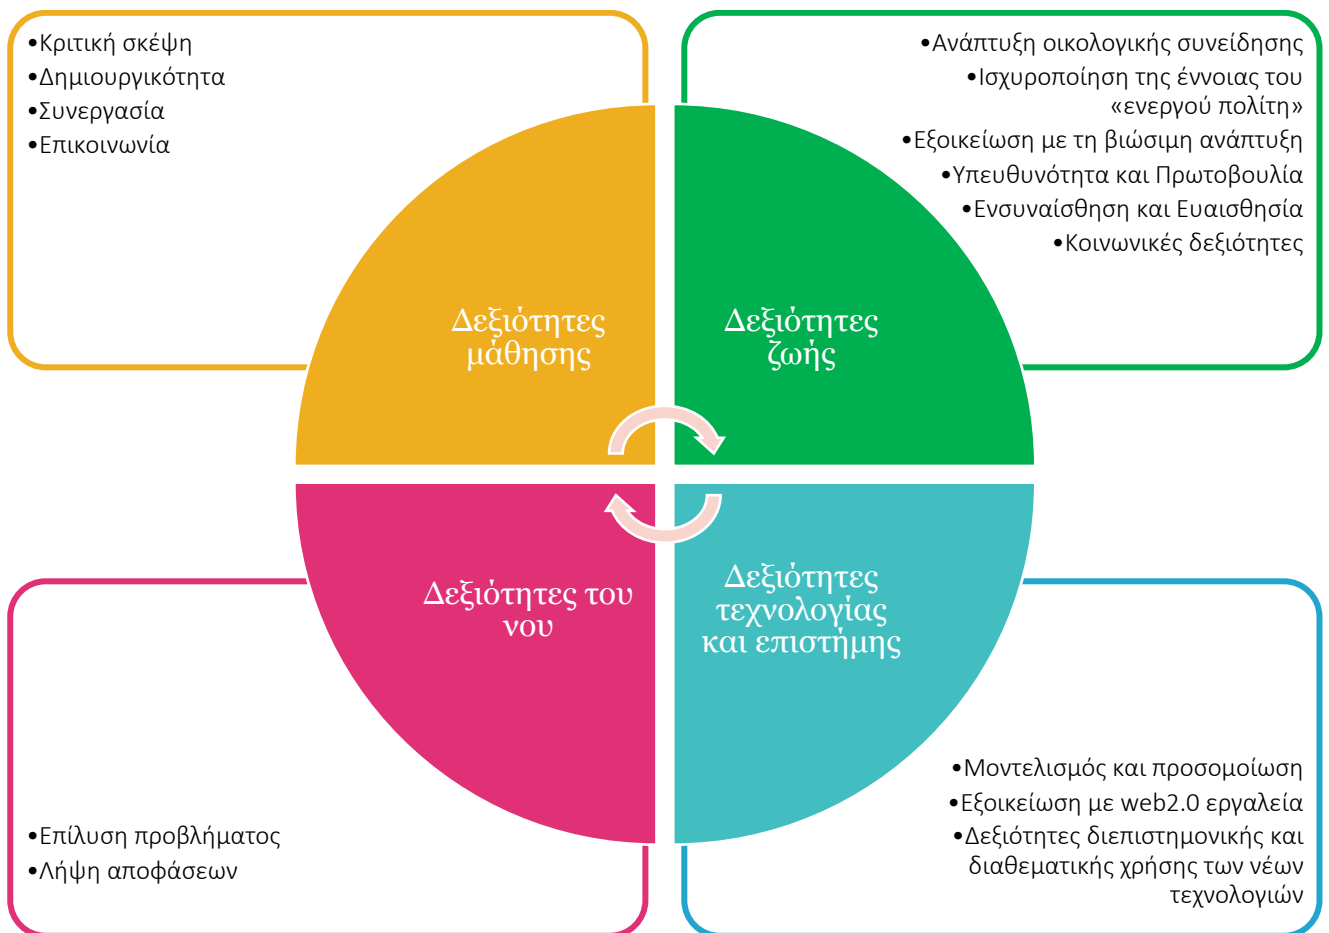 •Κριτική σκέψη
•Δημιουργικότητα
•Συνεργασία
•Επικοινωνία
•Ανάπτυξη οικολογικής συνείδησης
•Ισχυροποίηση της έννοιας του
«ενεργού πολίτη»
•Εξοικείωση με τη βιώσιμη ανάπτυξη
•Υπευθυνότητα και Πρωτοβουλία
•Ενσυναίσθηση και Ευαισθησία
•Κοινωνικές δεξιότητες
Δεξιότητες
μάθησης
Δεξιότητες
ζωής
Δεξιότητες του
νου
Δεξιότητες
τεχνολογίας
και επιστήμης
•Επίλυση προβλήματος
•Λήψη αποφάσεων
•Μοντελισμός και προσομοίωση
•Εξοικείωση με web2.0 εργαλεία
•Δεξιότητες διεπιστημονικής και
διαθεματικής χρήσης των νέων
τεχνολογιών